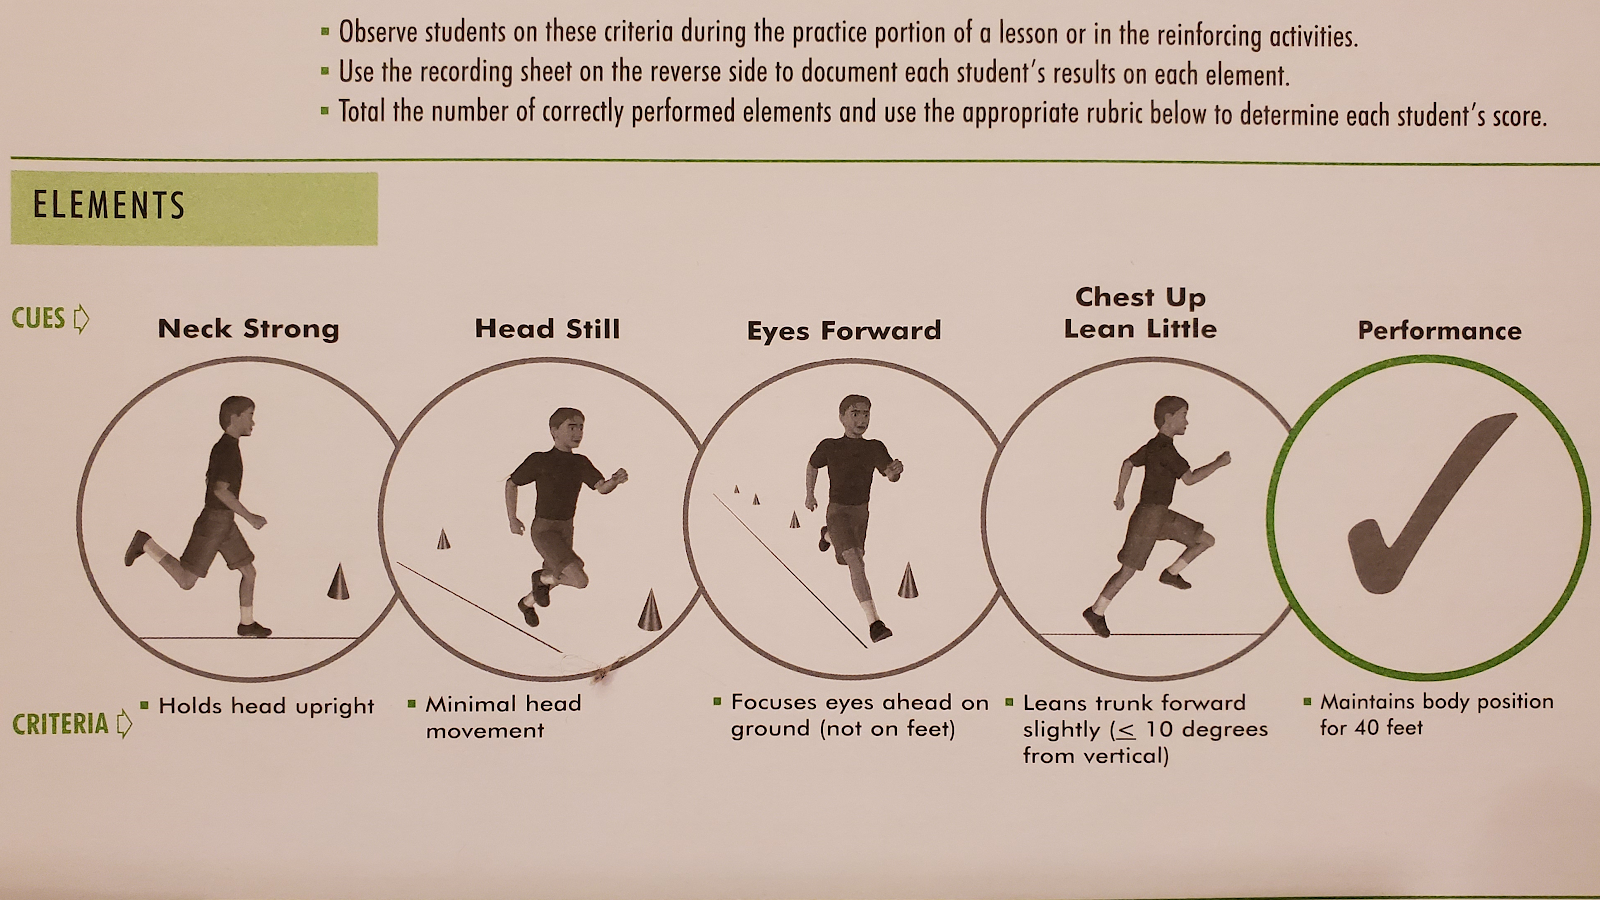 ▪ Observe students on these criteria during the practice portion of a lesson or in the reinforcing activities.
▪ Use the recording sheet on the reverse side to document each student's results on each element.
▪ Total the number of correctly performed elements and use the appropriate rubric below to determine each student's score.
ELEMENTS
CUES ⇨
Neck Strong
Head Still
Eyes Forward
Chest Up
Lean Little
Performance
CRITERIA ⇨
▪ Holds head upright
▪ Minimal head
movement
▪ Focuses eyes ahead on
ground (not on feet)
▪ Leans trunk forward
slightly (≤ 10 degrees
from vertical)
▪ Maintains body position
for 40 feet